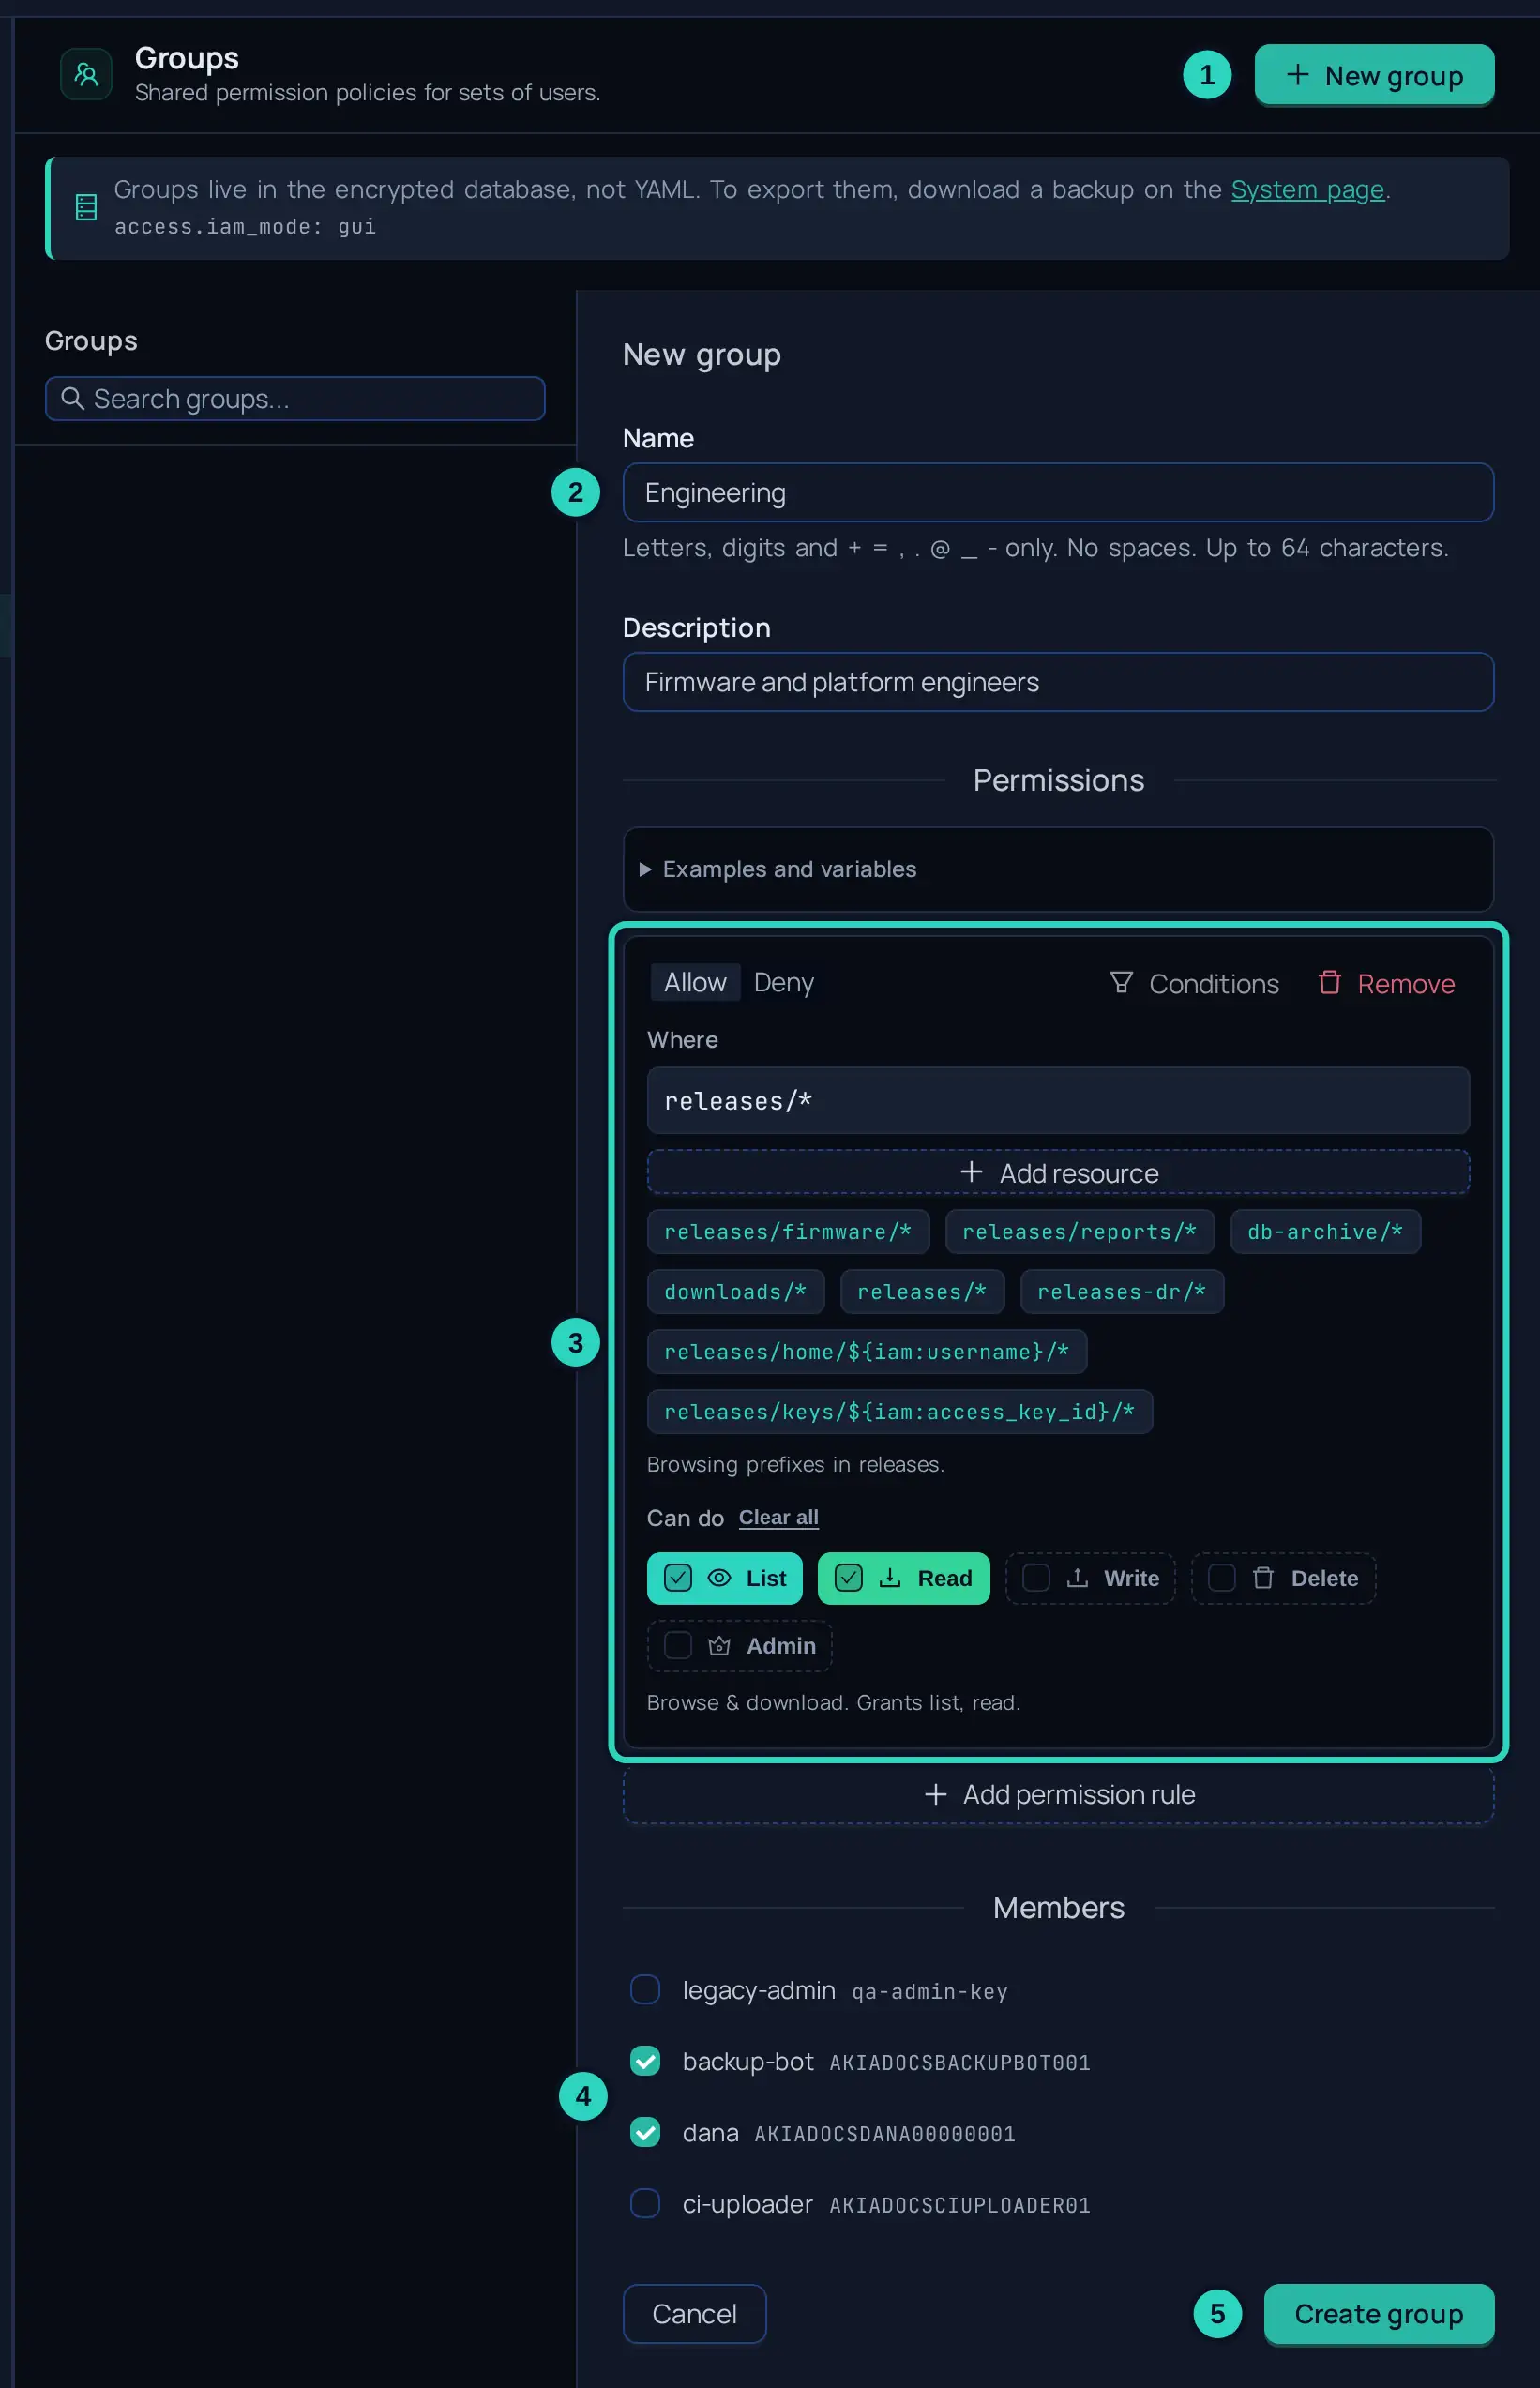 Groups
Shared permission policies for sets of users.
1
+ New group
Groups live in the encrypted database, not YAML. To export them, download a backup on the System page.
access.iam_mode: gui
Groups
Search groups...
New group
Name
2
Engineering
Letters, digits and + = , . @ _ - only. No spaces. Up to 64 characters.
Description
Firmware and platform engineers
Permissions
Examples and variables
Allow Deny Conditions Remove
Where
releases/*
+ Add resource
releases/firmware/* releases/reports/* db-archive/*
downloads/* releases/* releases-dr/*
3
releases/home/${iam:username}/*
releases/keys/${iam:access_key_id}/*
Browsing prefixes in releases.
Can do Clear all
List Read Write Delete
Admin
Browse & download. Grants list, read.
+ Add permission rule
Members
legacy-admin qa-admin-key
backup-bot AKIADOCSBACKUPBOT001
4
dana AKIADOCSDANA00000001
ci-uploader AKIADOCSCIUPLOADER01
Cancel
5
Create group